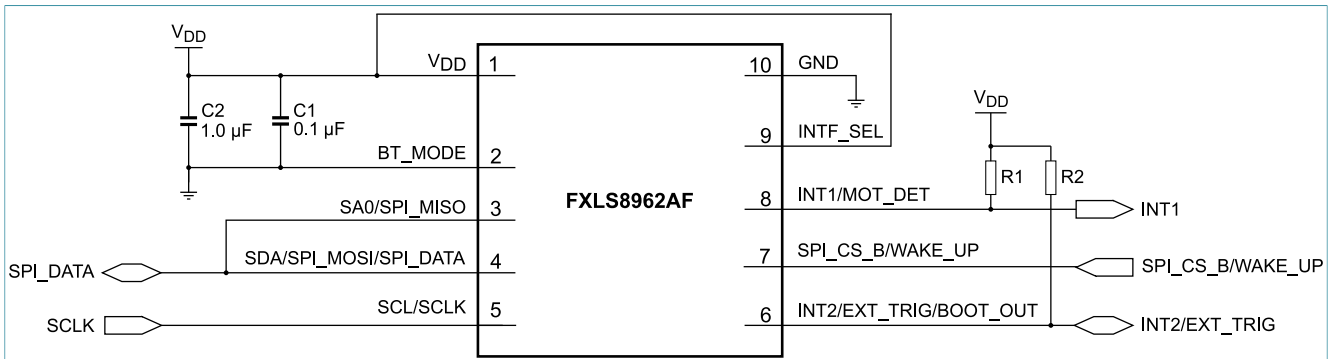 VDD
VDD 1
10 GND
C2
1.0 µF
C1
0.1 µF
VDD
9 INTF_SEL
BT_MODE 2
R1
R2
FXLS8962AF
SA0/SPI_MISO 3
8 INT1/MOT_DET
INT1
SPI_DATA
SDA/SPI_MOSI/SPI_DATA 4
7 SPI_CS_B/WAKE_UP
SPI_CS_B/WAKE_UP
SCLK
SCL/SCLK 5
6 INT2/EXT_TRIG/BOOT_OUT
INT2/EXT_TRIG